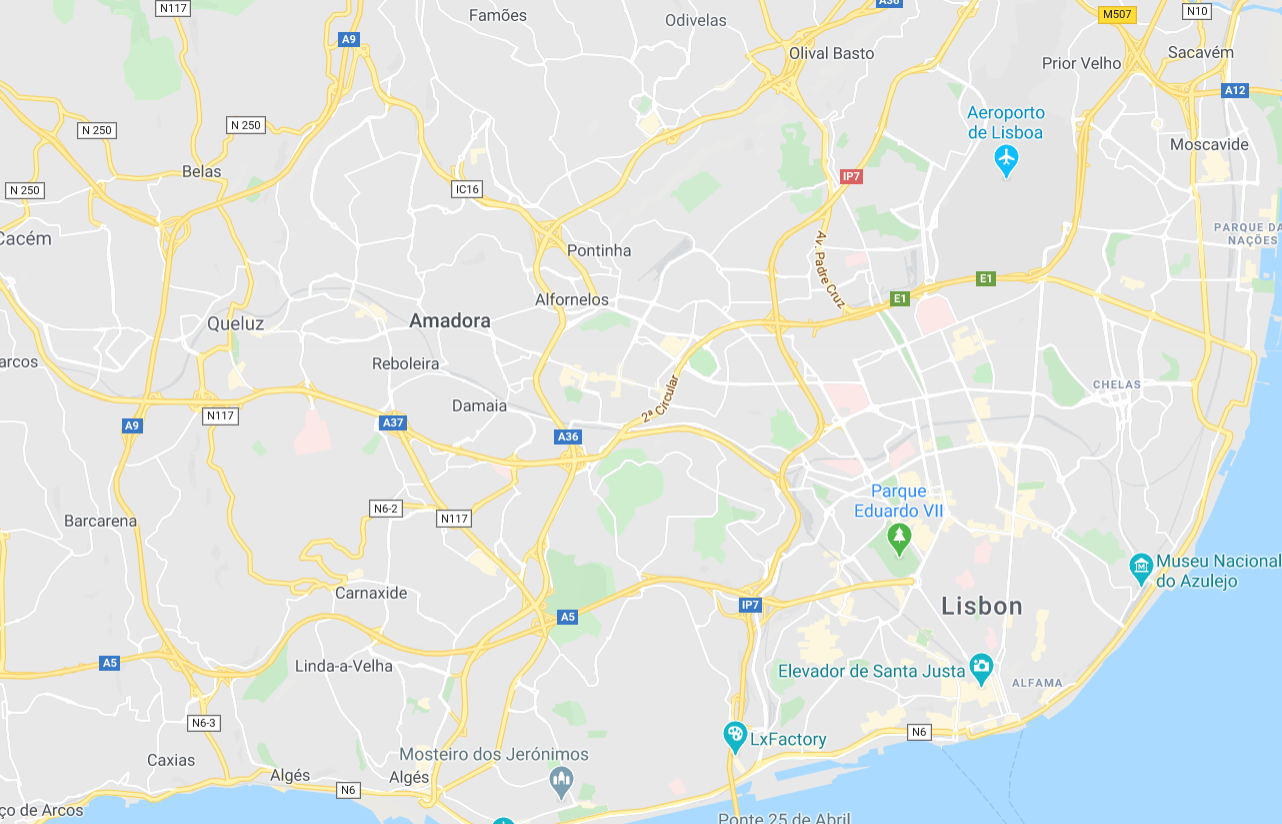 N117
Famões
Odivelas
A36
M507
N10
A9
Olival Basto
Prior Velho
Sacavém
A12
N 250
N 250
Aeroporto
de Lisboa
Moscavide
Belas
IC16
IP7
N 250
PARQUE DA
NAÇÕES
Cacém
Pontinha
Av. Padre Cruz
E1
E1
Alfornelos
Queluz
Amadora
arcos
Reboleira
CHELAS
2ª Circular
Damaia
N117
A9
A37
A36
Parque
Eduardo VII
N6-2
N117
Barcarena
Museu Nacional
do Azulejo
Carnaxide
IP7
Lisbon
A5
A5
Linda-a-Velha
Elevador de Santa Justa
ALFAMA
N6-3
N6
LxFactory
Caxias
Mosteiro dos Jerónimos
Algés
Algés
N6
ço de Arcos
Ponte 25 de Abril